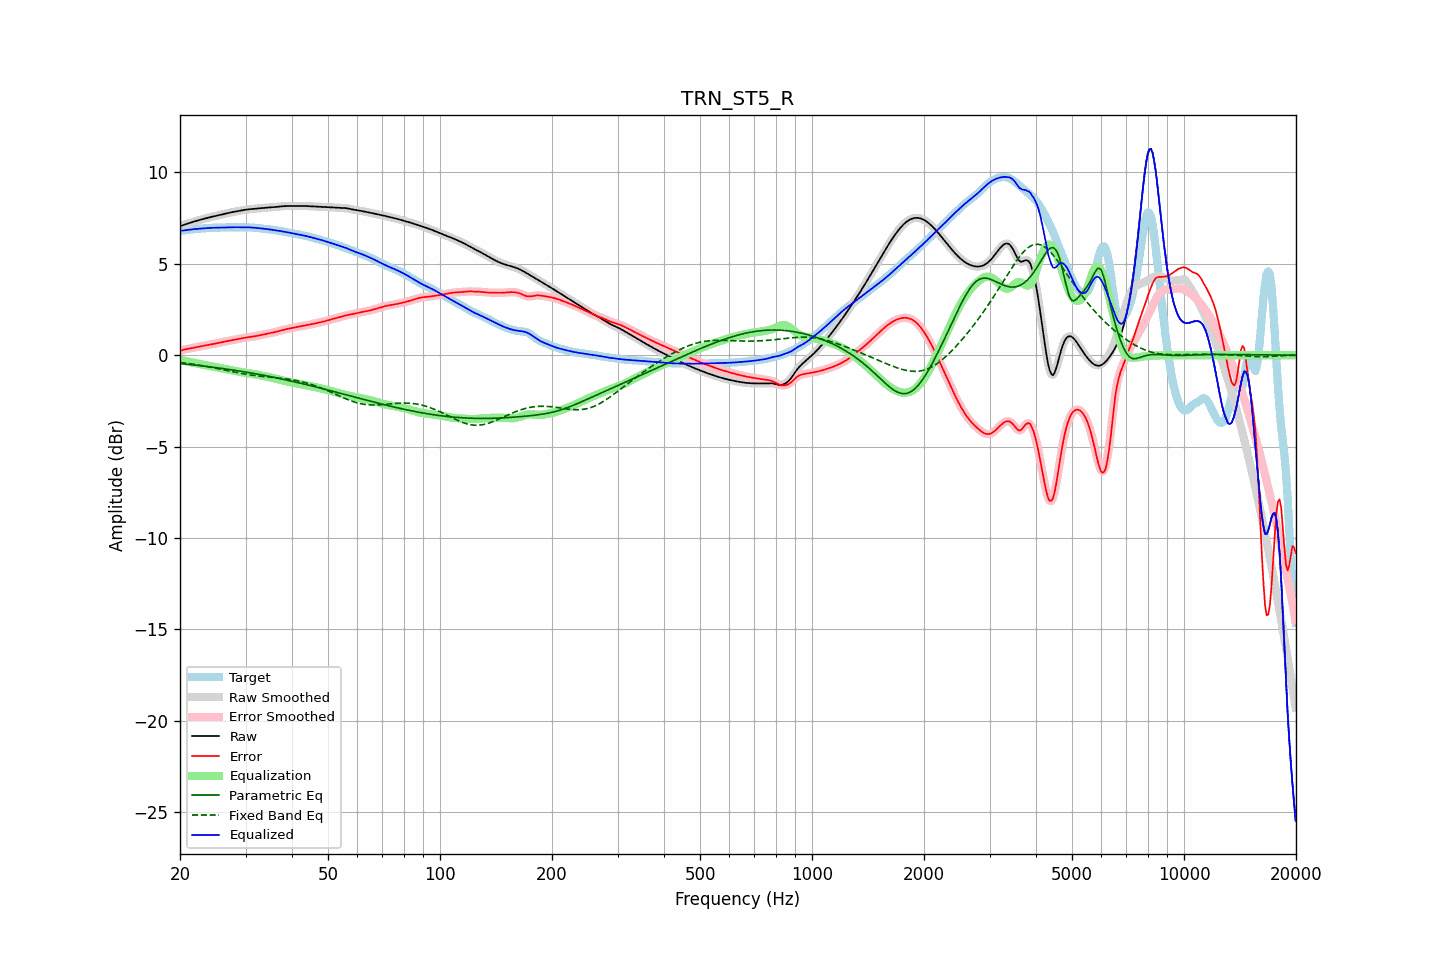 TRN_ST5_R
Amplitude (dBr)
10
5
0
−5
−10
−15
−20
−25
Target
Raw Smoothed
Error Smoothed
Raw
Error
Equalization
Parametric Eq
Fixed Band Eq
Equalized
20 50 100 200 500 1000 2000 5000 10000 20000
Frequency (Hz)